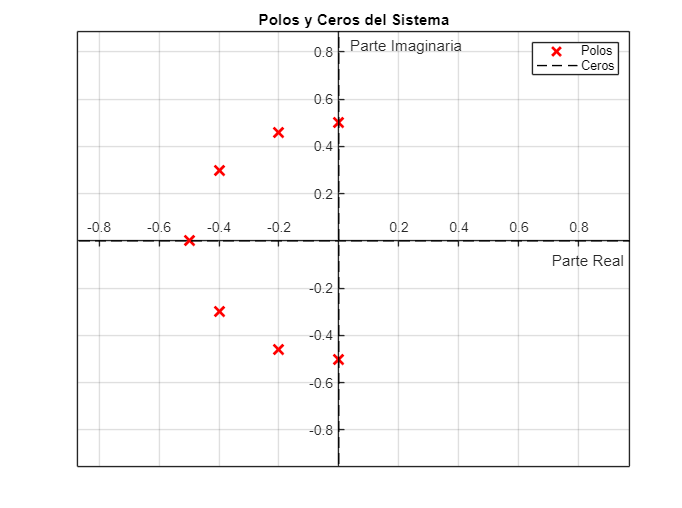 Polos y Ceros del Sistema
Parte Imaginaria
Polos
Ceros
0.8
0.6
0.4
0.2
-0.8 -0.6 -0.4 -0.2 0.2 0.4 0.6 0.8
Parte Real
-0.2
-0.4
-0.6
-0.8